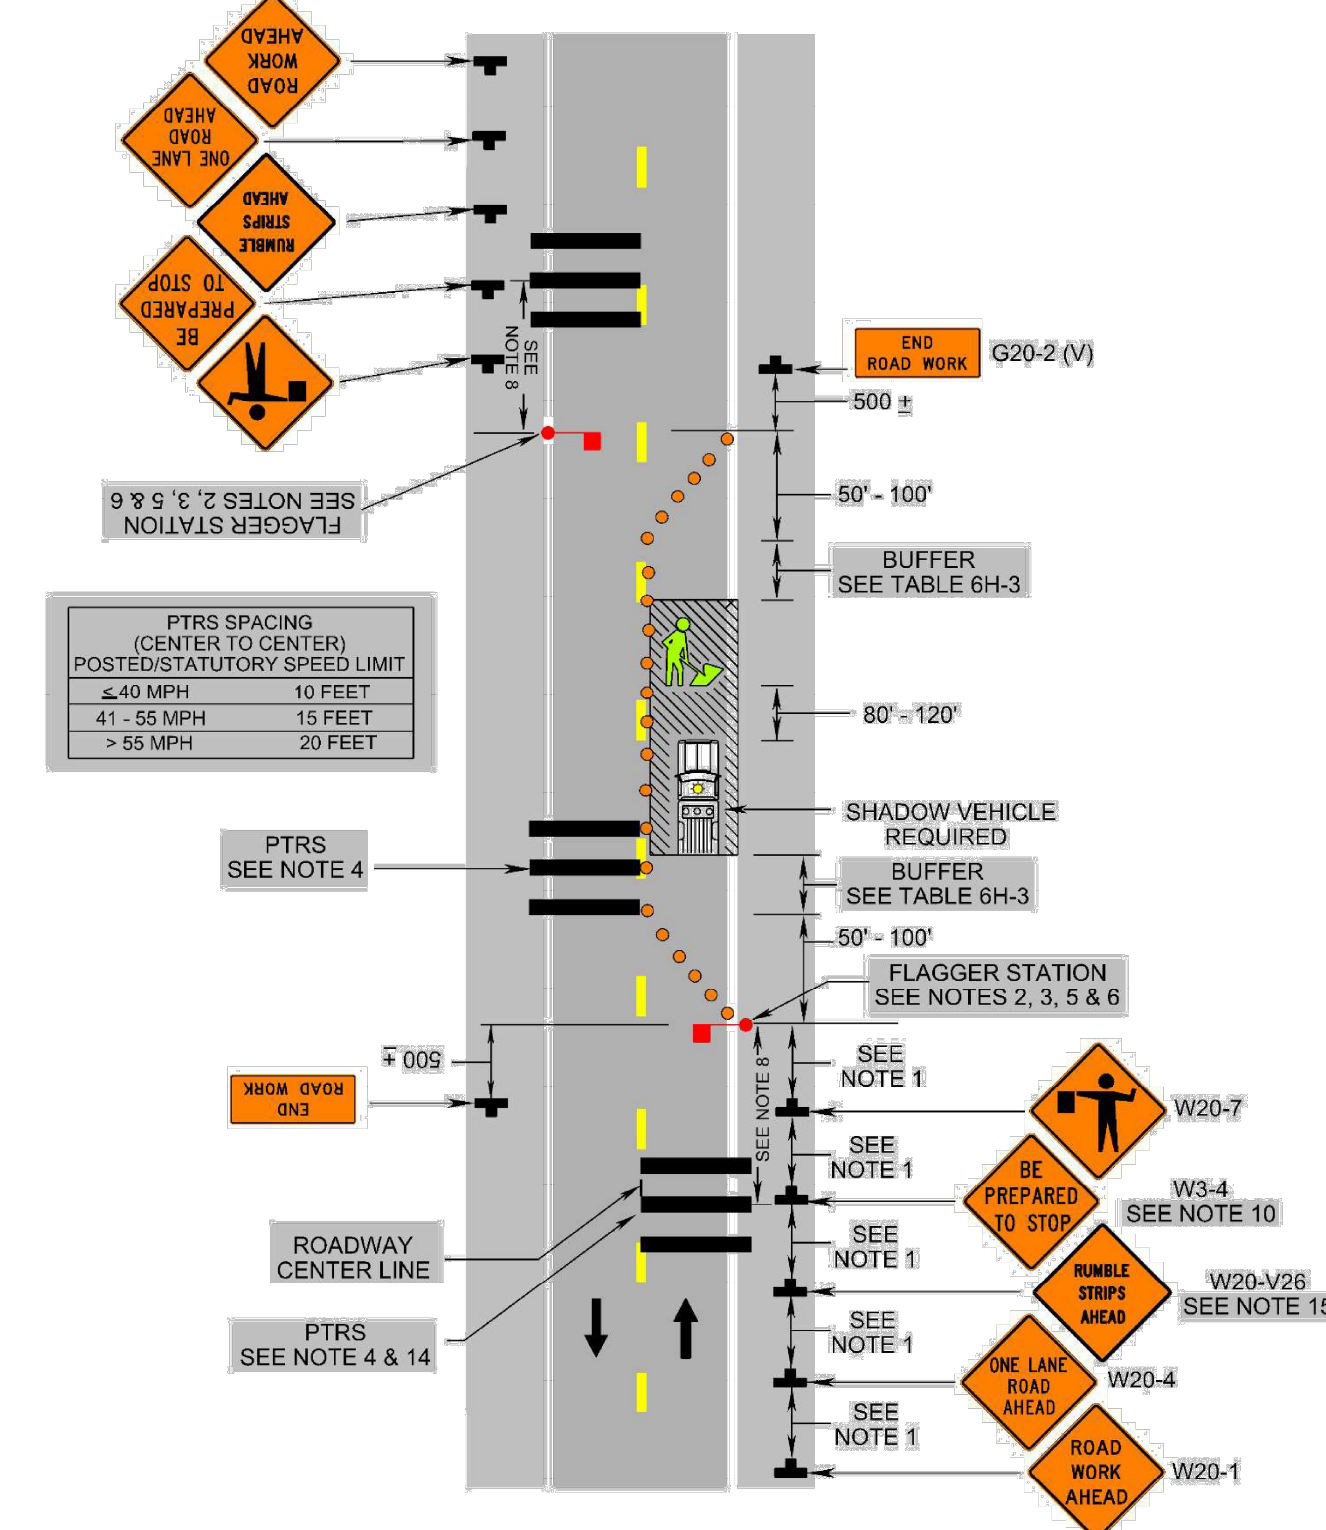 ROAD
WORK
AHEAD
ONE LANE
ROAD
AHEAD
RUMBLE
STRIPS
AHEAD
BE
PREPARED
TO STOP
SEE
NOTE 8
END
ROAD WORK
G20-2 (V)
500 ±
50' - 100'
FLAGGER STATION
SEE NOTES 2, 3, 5 & 6
BUFFER
SEE TABLE 6H-3
PTRS SPACING
(CENTER TO CENTER)
POSTED/STATUTORY SPEED LIMIT
≤40 MPH 10 FEET
41 - 55 MPH 15 FEET
> 55 MPH 20 FEET
80' - 120'
SHADOW VEHICLE
REQUIRED
PTRS
SEE NOTE 4
BUFFER
SEE TABLE 6H-3
50' - 100'
FLAGGER STATION
SEE NOTES 2, 3, 5 & 6
500 ±
END
ROAD WORK
SEE NOTE 8
SEE
NOTE 1
W20-7
SEE
NOTE 1
BE
PREPARED
TO STOP
W3-4
SEE NOTE 10
ROADWAY
CENTER LINE
SEE
NOTE 1
RUMBLE
STRIPS
AHEAD
W20-V26
SEE NOTE 15
PTRS
SEE NOTE 4 & 14
SEE
NOTE 1
ONE LANE
ROAD
AHEAD
W20-4
SEE
NOTE 1
ROAD
WORK
AHEAD
W20-1